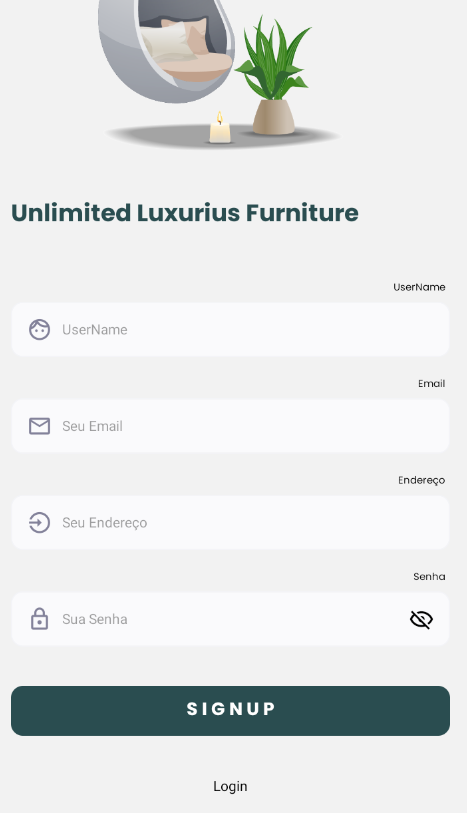 Unlimited Luxurius Furniture
UserName
UserName
Email
Seu Email
Endereço
Seu Endereço
Senha
Sua Senha
SIGNUP
Login